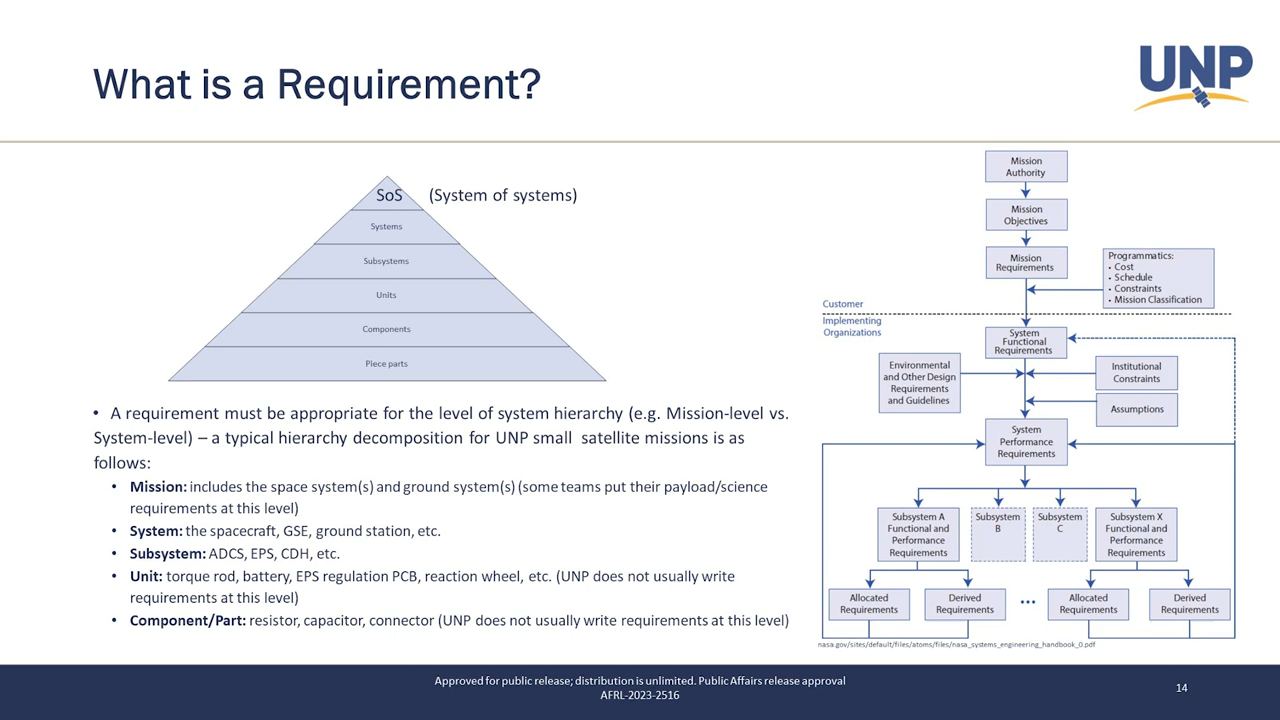 What is a Requirement?
UNP
SoS (System of systems)
Systems
Subsystems
Units
Components
Piece parts
• A requirement must be appropriate for the level of system hierarchy (e.g. Mission-level vs.
System-level) – a typical hierarchy decomposition for UNP small satellite missions is as
follows:
• Mission: includes the space system(s) and ground system(s) (some teams put their payload/science
requirements at this level)
• System: the spacecraft, GSE, ground station, etc.
• Subsystem: ADCS, EPS, CDH, etc.
• Unit: torque rod, battery, EPS regulation PCB, reaction wheel, etc. (UNP does not usually write
requirements at this level)
• Component/Part: resistor, capacitor, connector (UNP does not usually write requirements at this level)
Mission
Authority
Mission
Objectives
Mission
Requirements
Programmatics:
• Cost
• Schedule
• Constraints
• Mission Classification
Customer
Implementing
Organizations
System
Functional
Requirements
Environmental
and Other Design
Requirements
and Guidelines
Institutional
Constraints
Assumptions
System
Performance
Requirements
Subsystem A
Functional and
Performance
Requirements
Subsystem
B
Subsystem
C
Subsystem X
Functional and
Performance
Requirements
Allocated
Requirements
Derived
Requirements
...
Allocated
Requirements
Derived
Requirements
nasa.gov/sites/default/files/atoms/files/nasa_systems_engineering_handbook_0.pdf
Approved for public release; distribution is unlimited. Public Affairs release approval
AFRL-2023-2516
14